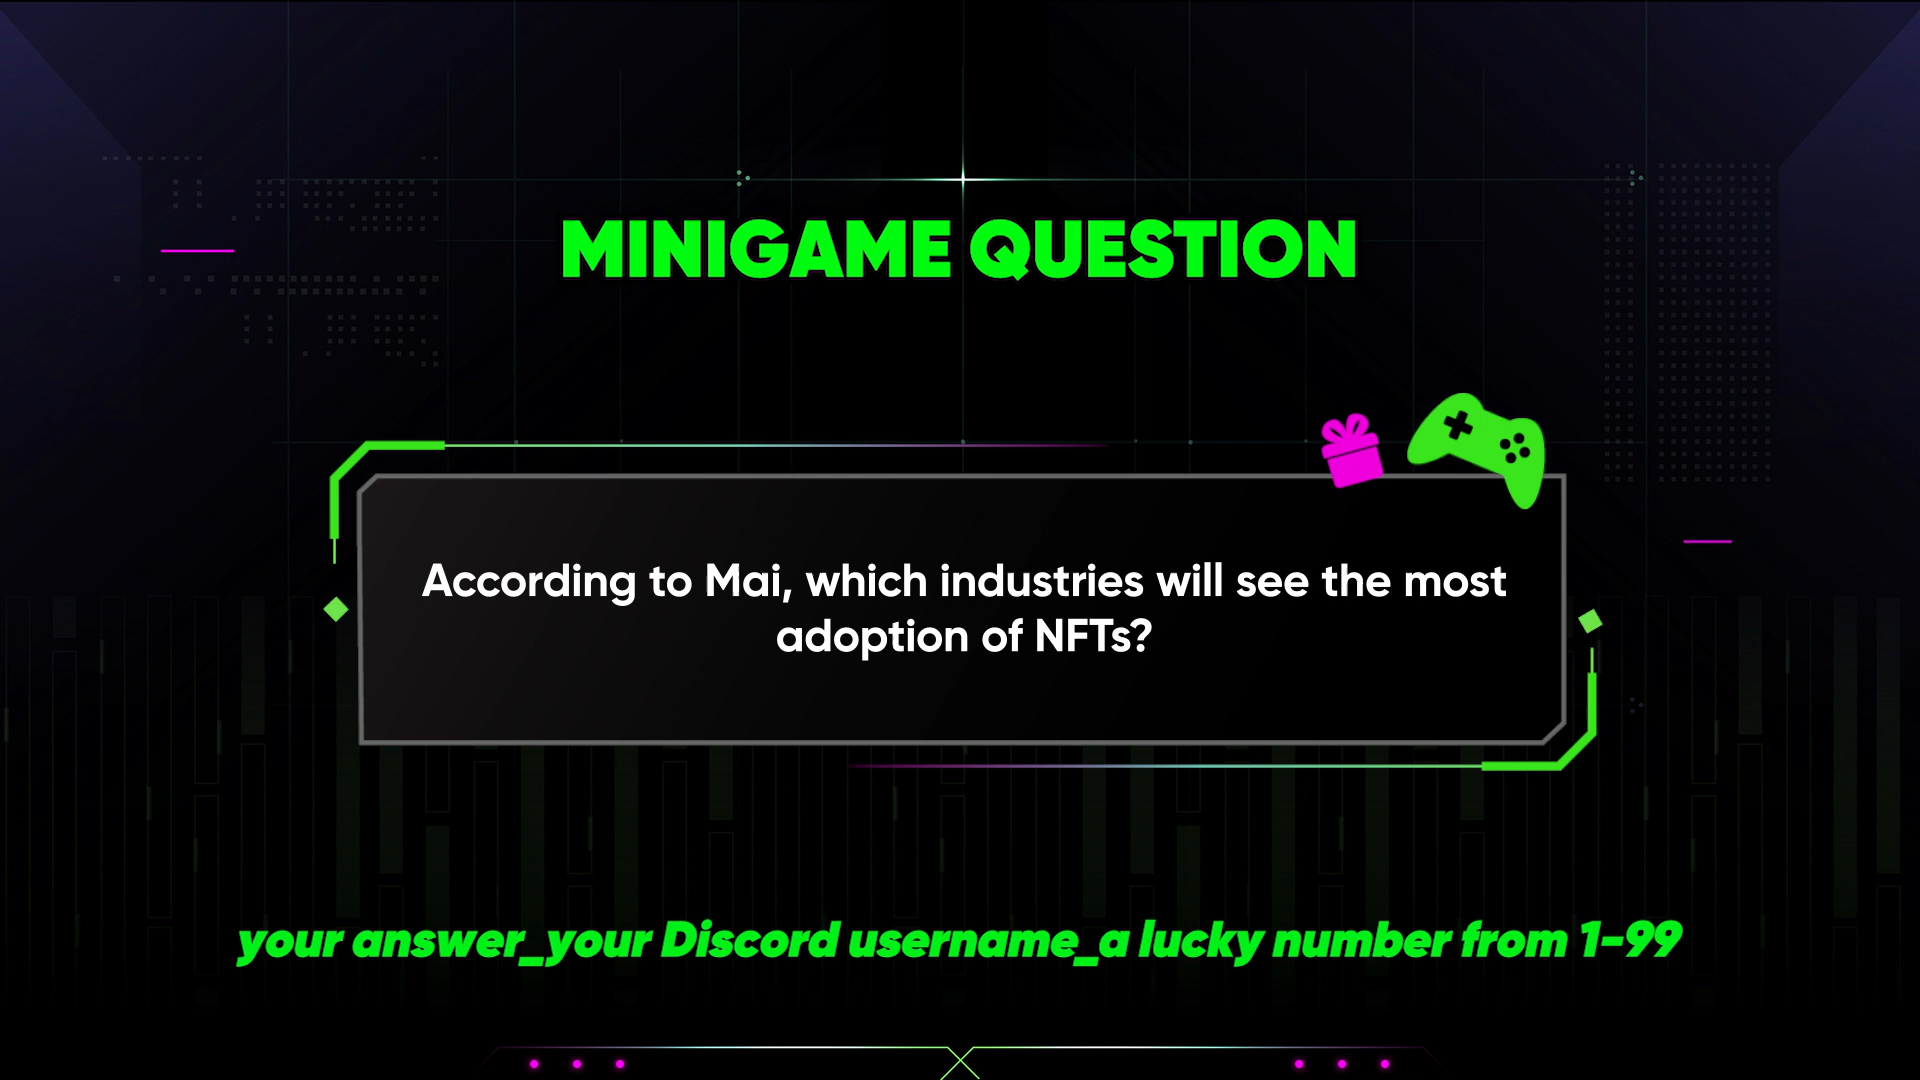 MINIGAME QUESTION
According to Mai, which industries will see the most
adoption of NFTs?
your answer_your Discord username_a lucky number from 1-99